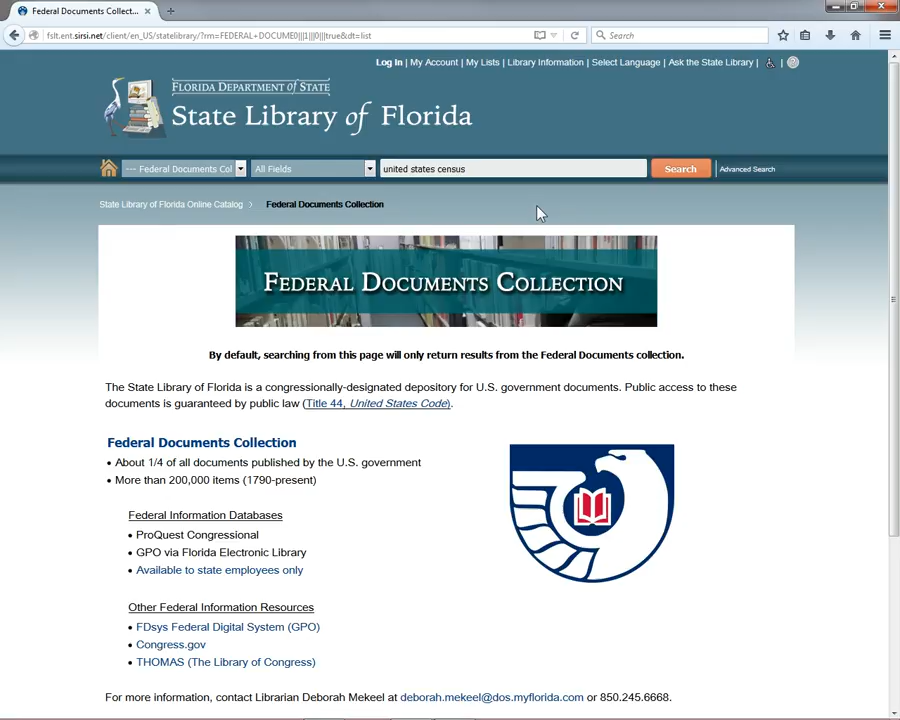 Federal Documents Collect...
fslt.ent.sirsi.net/client/en_US/statelibrary/?rm=FEDERAL+DOCUME0|||1|||0|||true&dt=list
Search
Log In | My Account | My Lists | Library Information | Select Language | Ask the State Library |
FLORIDA DEPARTMENT of STATE
State Library of Florida
--- Federal Documents Col
All Fields
united states census
Search
Advanced Search
State Library of Florida Online Catalog
Federal Documents Collection
FEDERAL DOCUMENTS COLLECTION
By default, searching from this page will only return results from the Federal Documents collection.
The State Library of Florida is a congressionally-designated depository for U.S. government documents. Public access to these
documents is guaranteed by public law (Title 44, United States Code).
Federal Documents Collection
• About 1/4 of all documents published by the U.S. government
• More than 200,000 items (1790-present)
Federal Information Databases
• ProQuest Congressional
• GPO via Florida Electronic Library
• Available to state employees only
Other Federal Information Resources
• FDsys Federal Digital System (GPO)
• Congress.gov
• THOMAS (The Library of Congress)
For more information, contact Librarian Deborah Mekeel at deborah.mekeel@dos.myflorida.com or 850.245.6668.